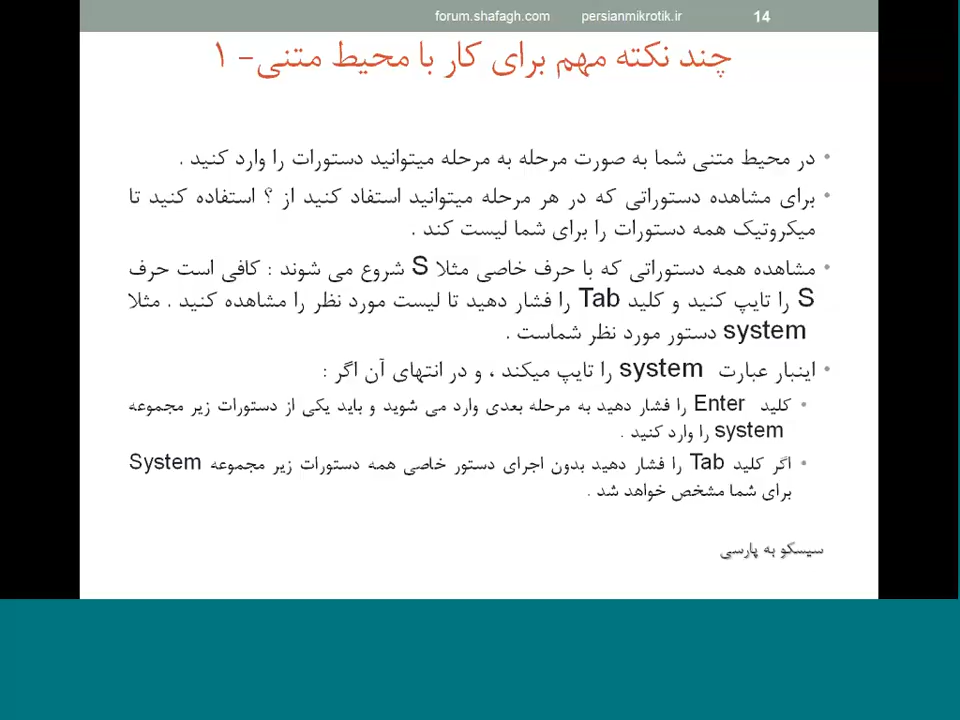 forum.shafagh.com persianmikrotik.ir 14
چند نکته مهم برای کار با محیط متنی- ۱
• در محیط متنی شما به صورت مرحله به مرحله میتوانید دستورات را وارد کنید .
• برای مشاهده دستوراتی که در هر مرحله میتوانید استفاد کنید از ؟ استفاده کنید تا
میکروتیک همه دستورات را برای شما لیست کند .
• مشاهده همه دستوراتی که با حرف خاصی مثلا S شروع می شوند : کافی است حرف
S را تایپ کنید و کلید Tab را فشار دهید تا لیست مورد نظر را مشاهده کنید . مثلا
system دستور مورد نظر شماست .
• اینبار عبارت system را تایپ میکند ، و در انتهای آن اگر :
• کلید Enter را فشار دهید به مرحله بعدی وارد می شوید و باید یکی از دستورات زیر مجموعه
system را وارد کنید .
• اگر کلید Tab را فشار دهید بدون اجرای دستور خاصی همه دستورات زیر مجموعه System
برای شما مشخص خواهد شد .
سیسکو به پارسی